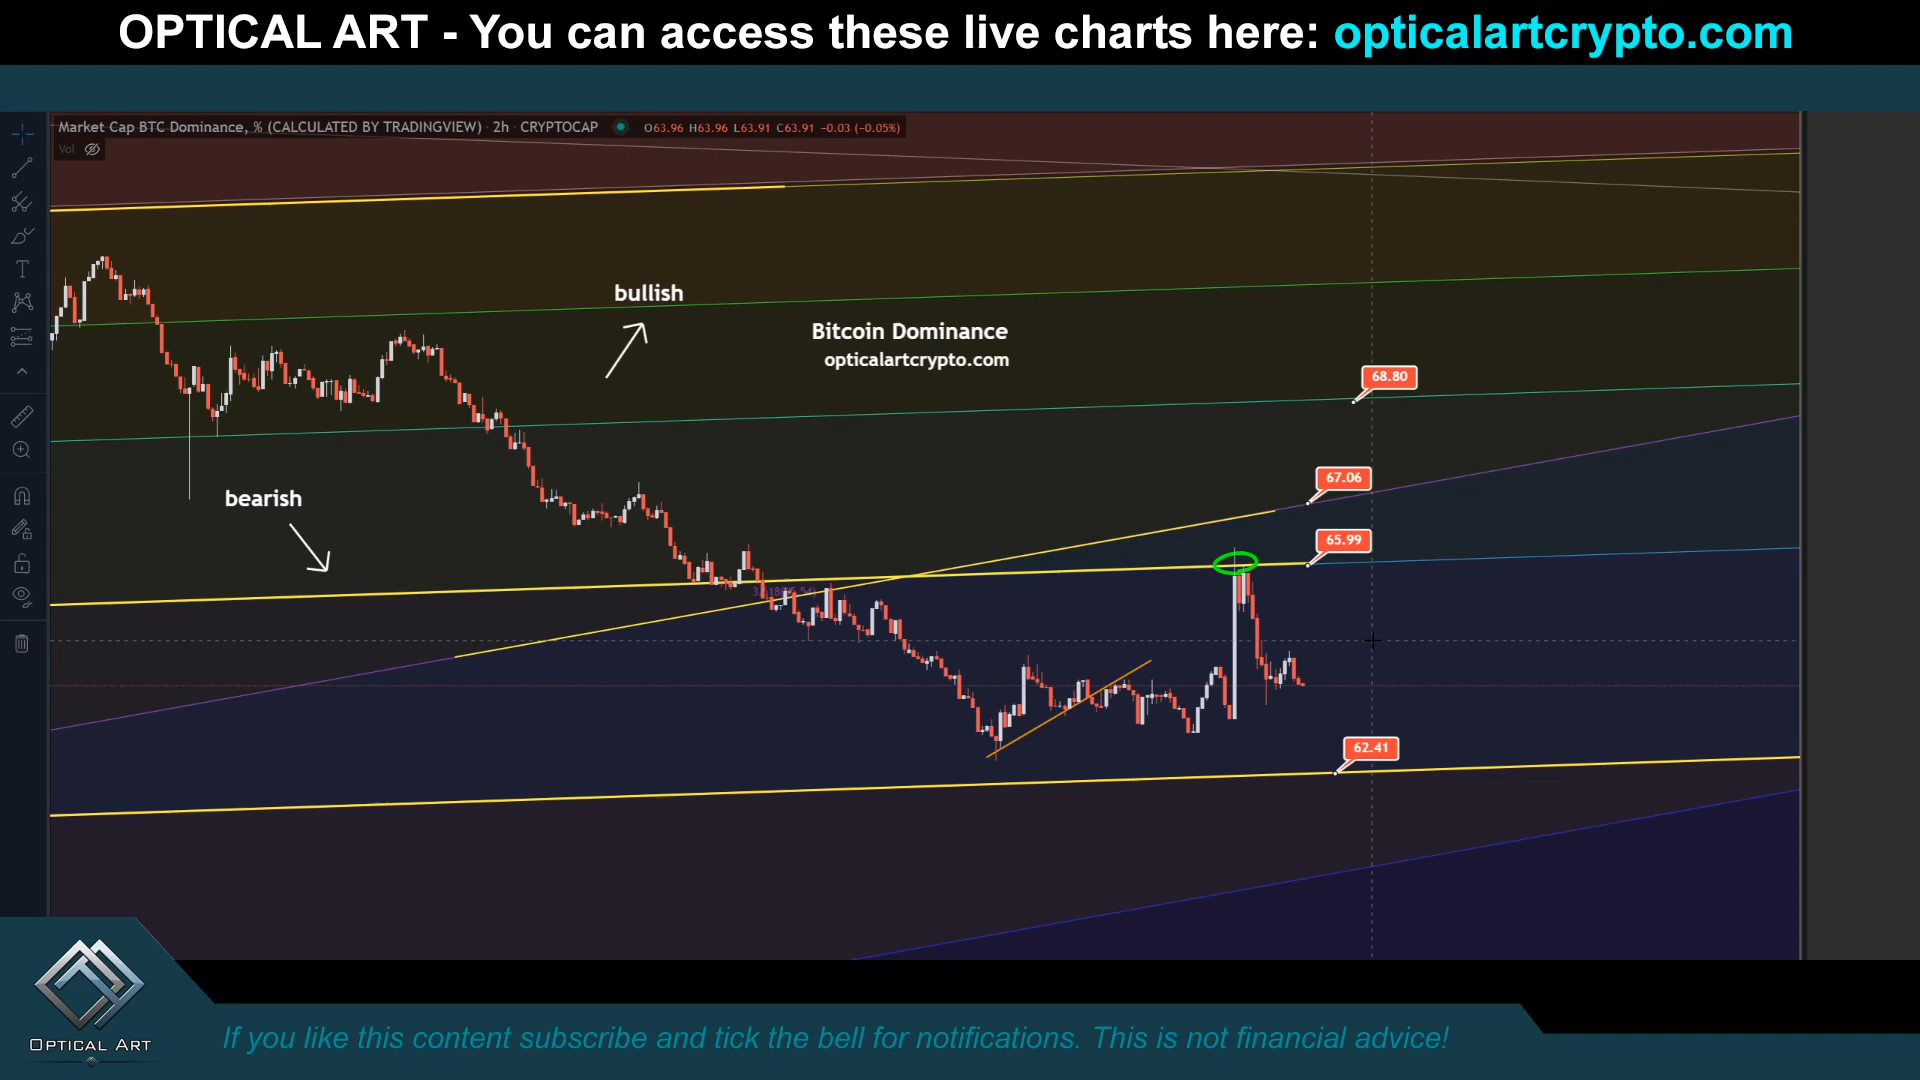 OPTICAL ART - You can access these live charts here: opticalartcrypto.com
Market Cap BTC Dominance, % (CALCULATED BY TRADINGVIEW) · 2h · CRYPTOCAP O63.96 H63.96 L63.91 C63.91 −0.03 (−0.05%)
Vol
bullish
Bitcoin Dominance
opticalartcrypto.com
68.80
67.06
bearish
65.99
62.41
OPTICAL ART
If you like this content subscribe and tick the bell for notifications. This is not financial advice!